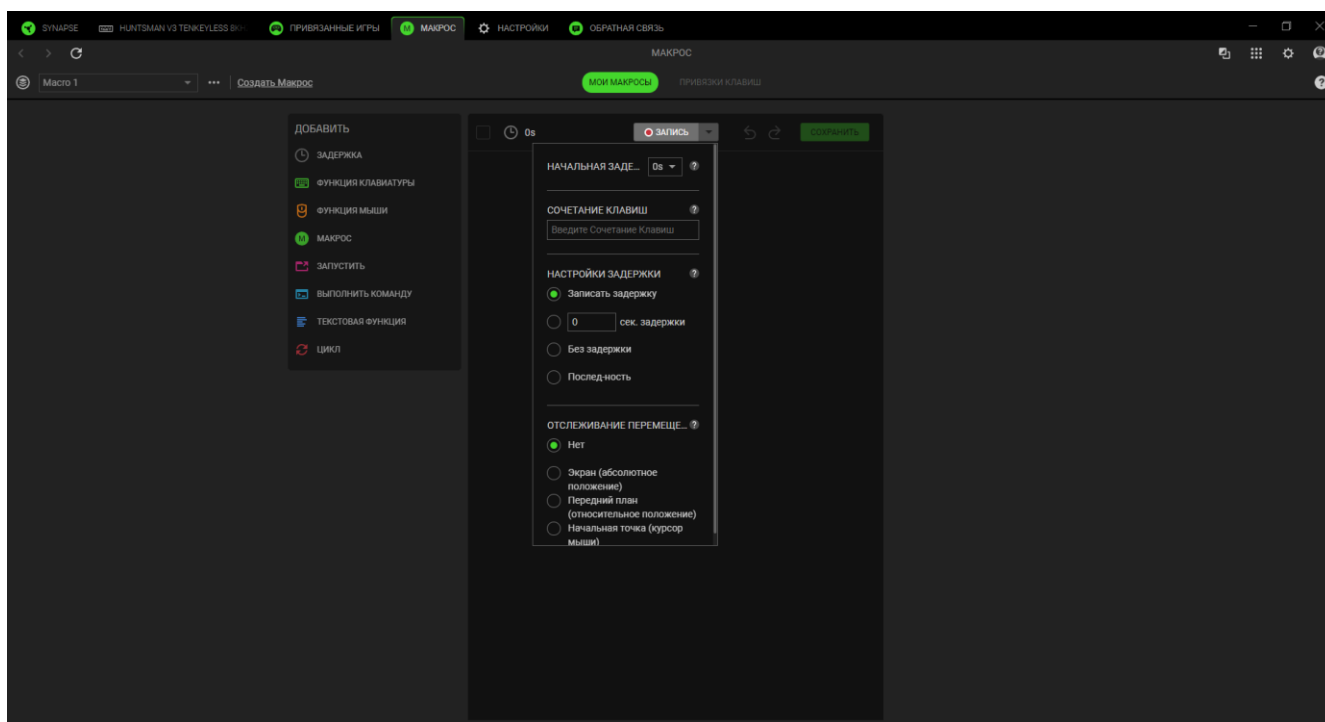 SYNAPSE HUNTSMAN V3 TENKEYLESS 8KH ПРИВЯЗАННЫЕ ИГРЫ M МАКРОС НАСТРОЙКИ ОБРАТНАЯ СВЯЗЬ
МАКРОС
Macro 1 Создать Макрос МОИ МАКРОСЫ ПРИВЯЗКИ КЛАВИШ
ДОБАВИТЬ
ЗАДЕРЖКА
ФУНКЦИЯ КЛАВИАТУРЫ
ФУНКЦИЯ МЫШИ
M МАКРОС
ЗАПУСТИТЬ
ВЫПОЛНИТЬ КОМАНДУ
ТЕКСТОВАЯ ФУНКЦИЯ
ЦИКЛ
0s ЗАПИСЬ СОХРАНИТЬ
НАЧАЛЬНАЯ ЗАДЕ... 0s ?
СОЧЕТАНИЕ КЛАВИШ ?
Введите Сочетание Клавиш
НАСТРОЙКИ ЗАДЕРЖКИ ?
Записать задержку
0 сек. задержки
Без задержки
Послед-ность
ОТСЛЕЖИВАНИЕ ПЕРЕМЕЩЕ... ?
Нет
Экран (абсолютное
положение)
Передний план
(относительное положение)
Начальная точка (курсор
мыши)